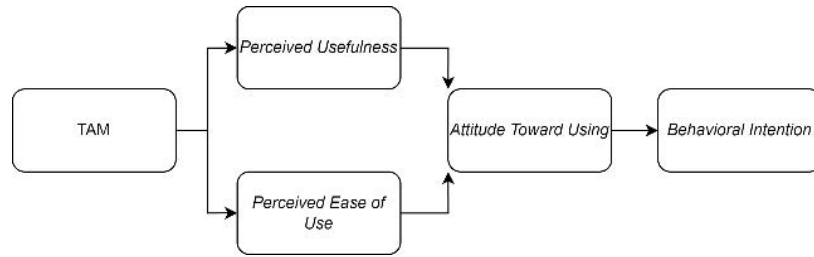 Perceived Usefulness
TAM
Attitude Toward Using
Behavioral Intention
Perceived Ease of
Use